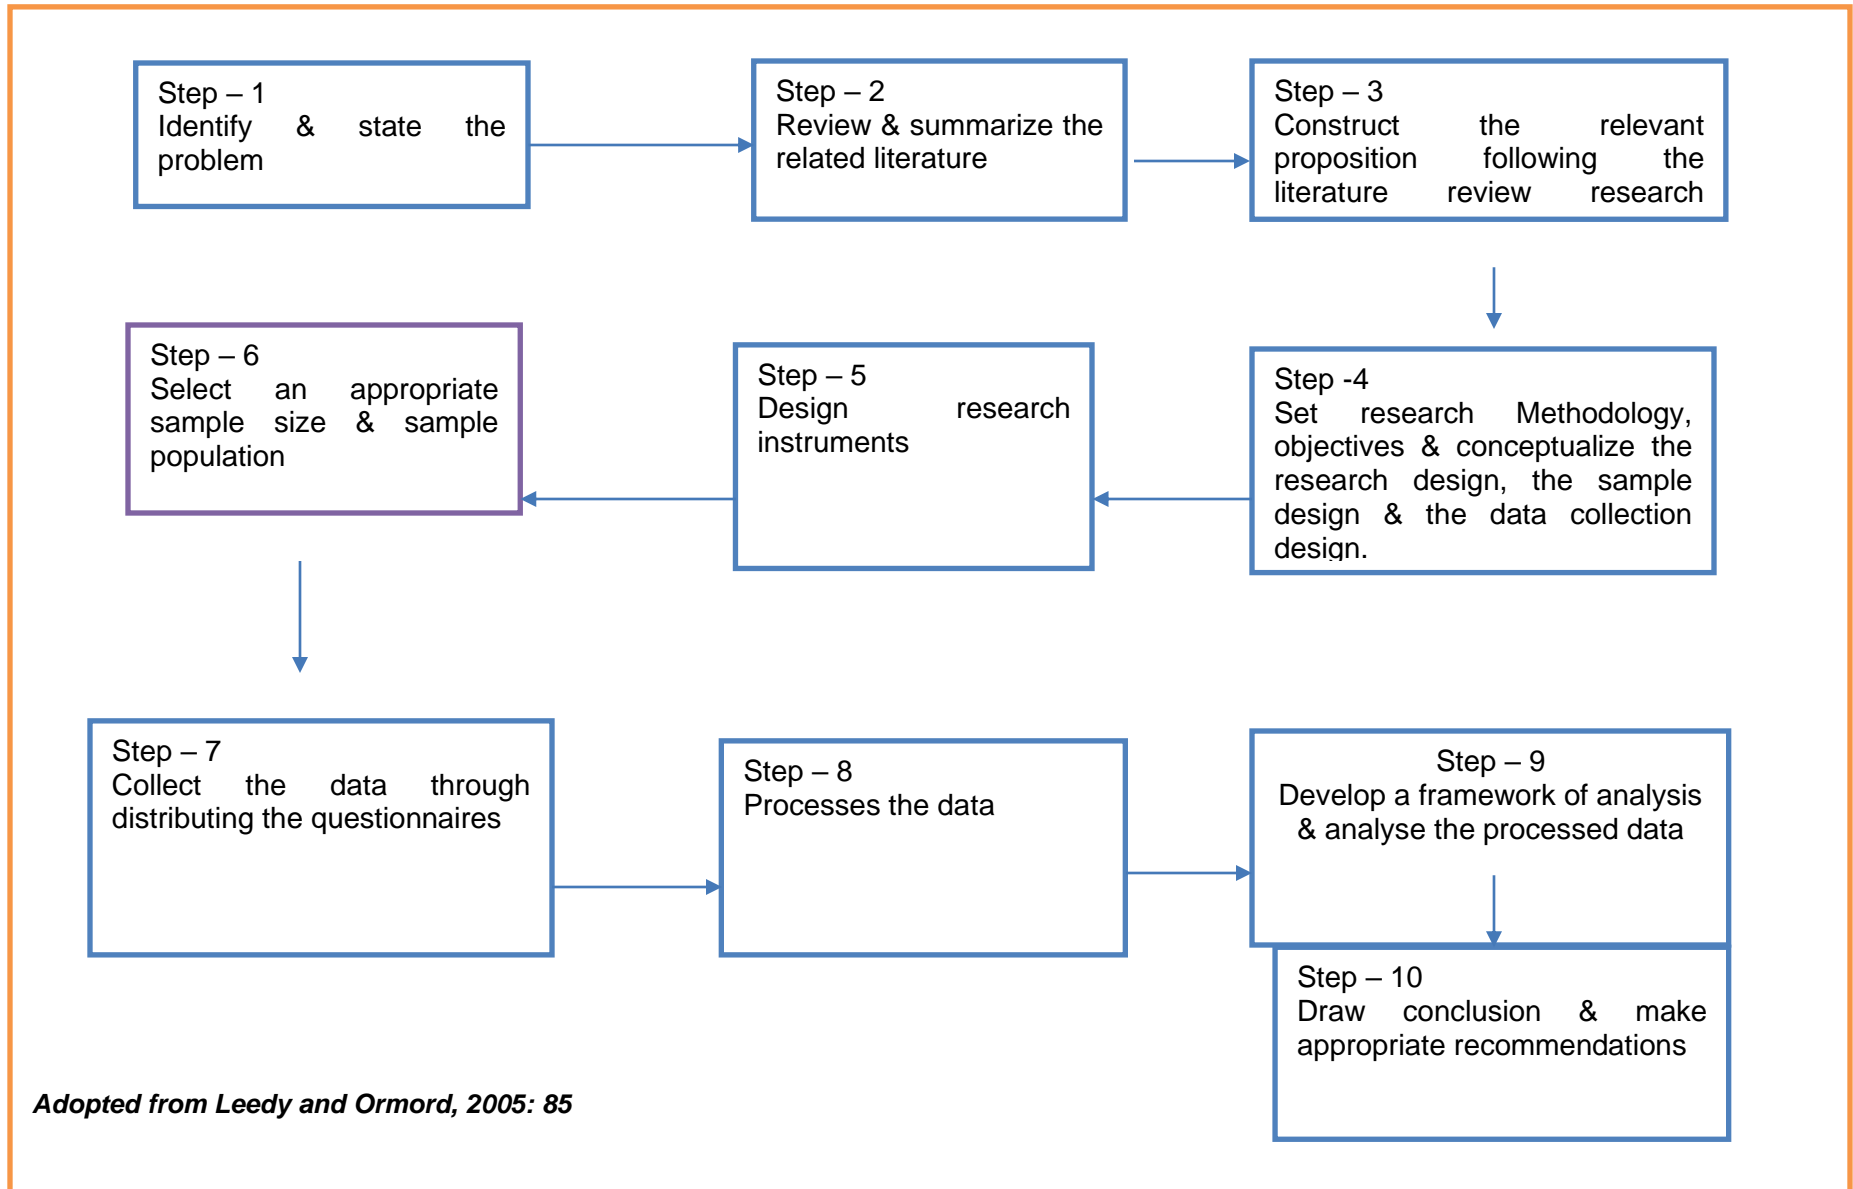 Step – 1
Identify & state the
problem
Step – 2
Review & summarize the
related literature
Step – 3
Construct the relevant
proposition following the
literature review research
Step -4
Set research Methodology,
objectives & conceptualize the
research design, the sample
design & the data collection
design.
Step – 5
Design research
instruments
Step – 6
Select an appropriate
sample size & sample
population
Step – 7
Collect the data through
distributing the questionnaires
Step – 8
Processes the data
Step – 9
Develop a framework of analysis
& analyse the processed data
Step – 10
Draw conclusion & make
appropriate recommendations
Adopted from Leedy and Ormord, 2005: 85